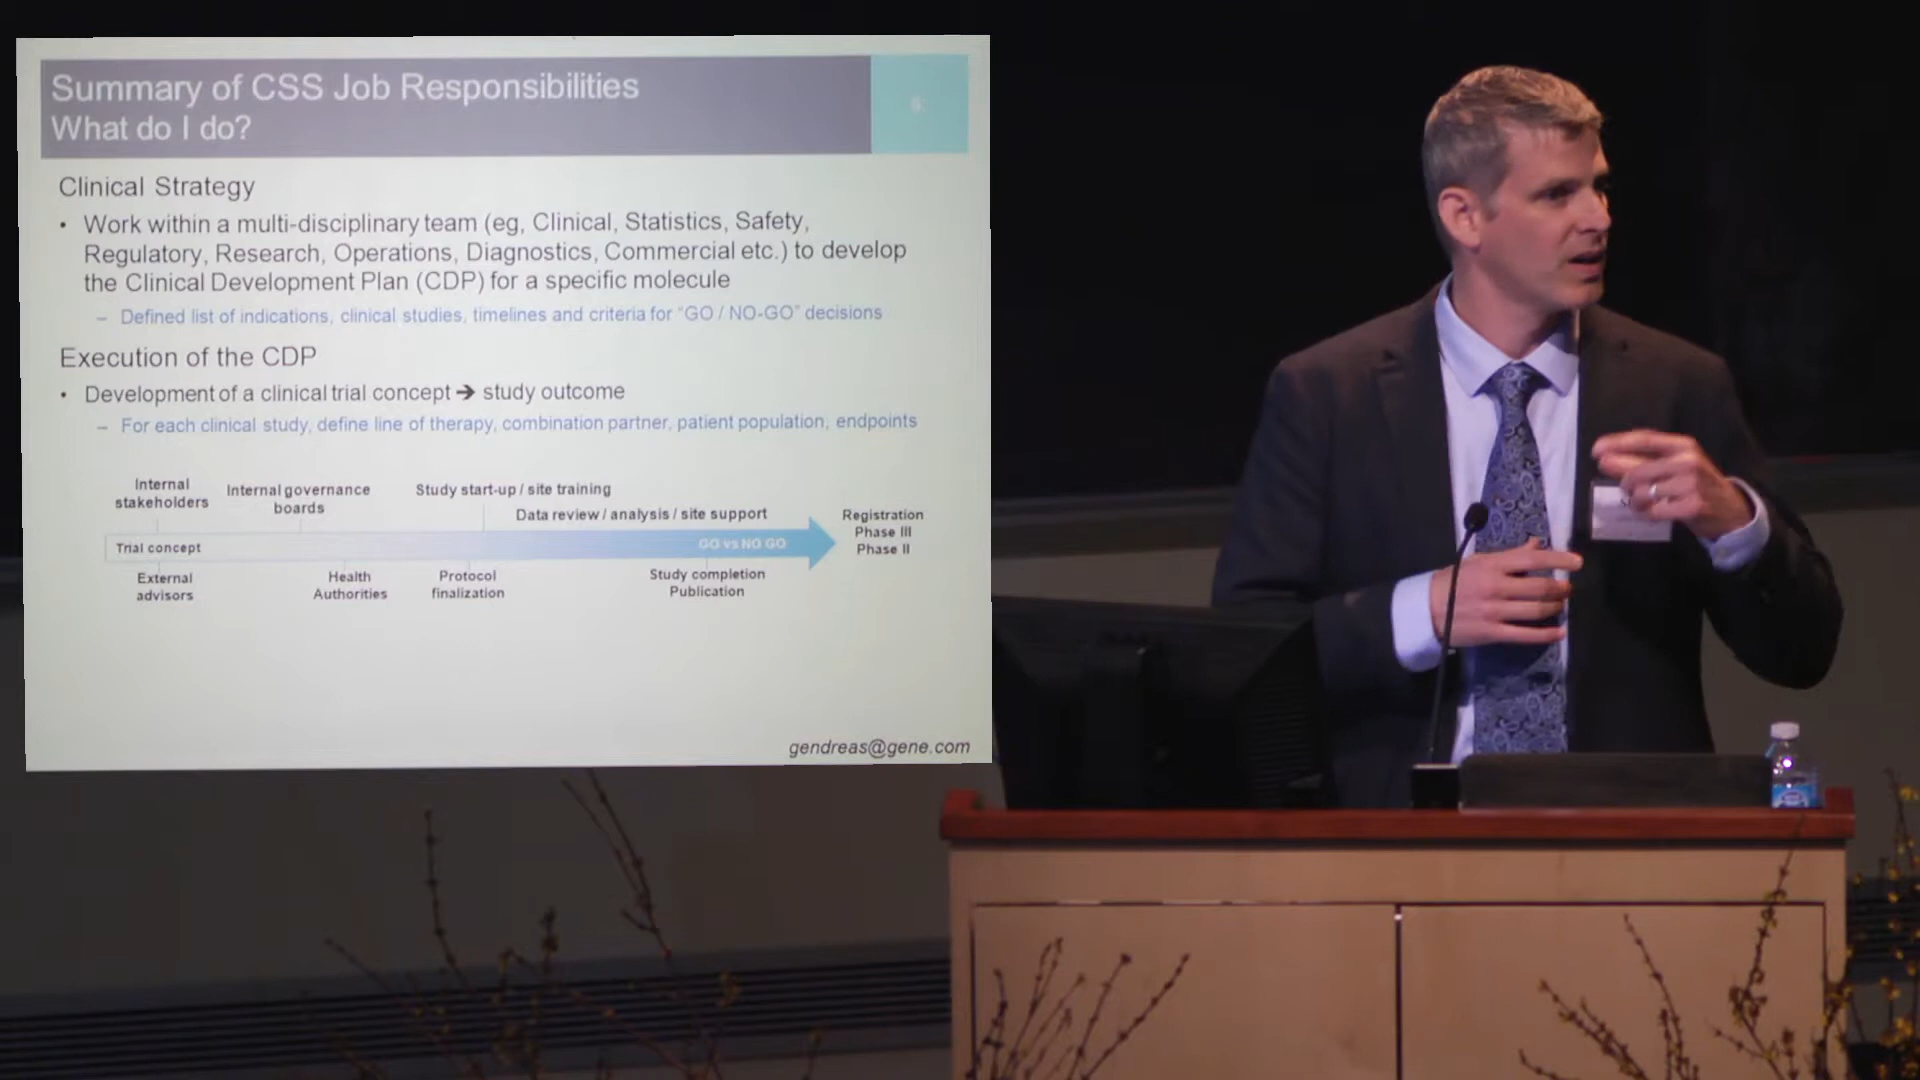 Summary of CSS Job Responsibilities
What do I do?
Clinical Strategy
• Work within a multi-disciplinary team (eg, Clinical, Statistics, Safety,
Regulatory, Research, Operations, Diagnostics, Commercial etc.) to develop
the Clinical Development Plan (CDP) for a specific molecule
– Defined list of indications, clinical studies, timelines and criteria for “GO / NO-GO” decisions
Execution of the CDP
• Development of a clinical trial concept ➔ study outcome
– For each clinical study, define line of therapy, combination partner, patient population, endpoints
Internal
stakeholders
Internal governance
boards
Study start-up / site training
Data review / analysis / site support
Trial concept
GO vs NO GO
Registration
Phase III
Phase II
External
advisors
Health
Authorities
Protocol
finalization
Study completion
Publication
gendreas@gene.com